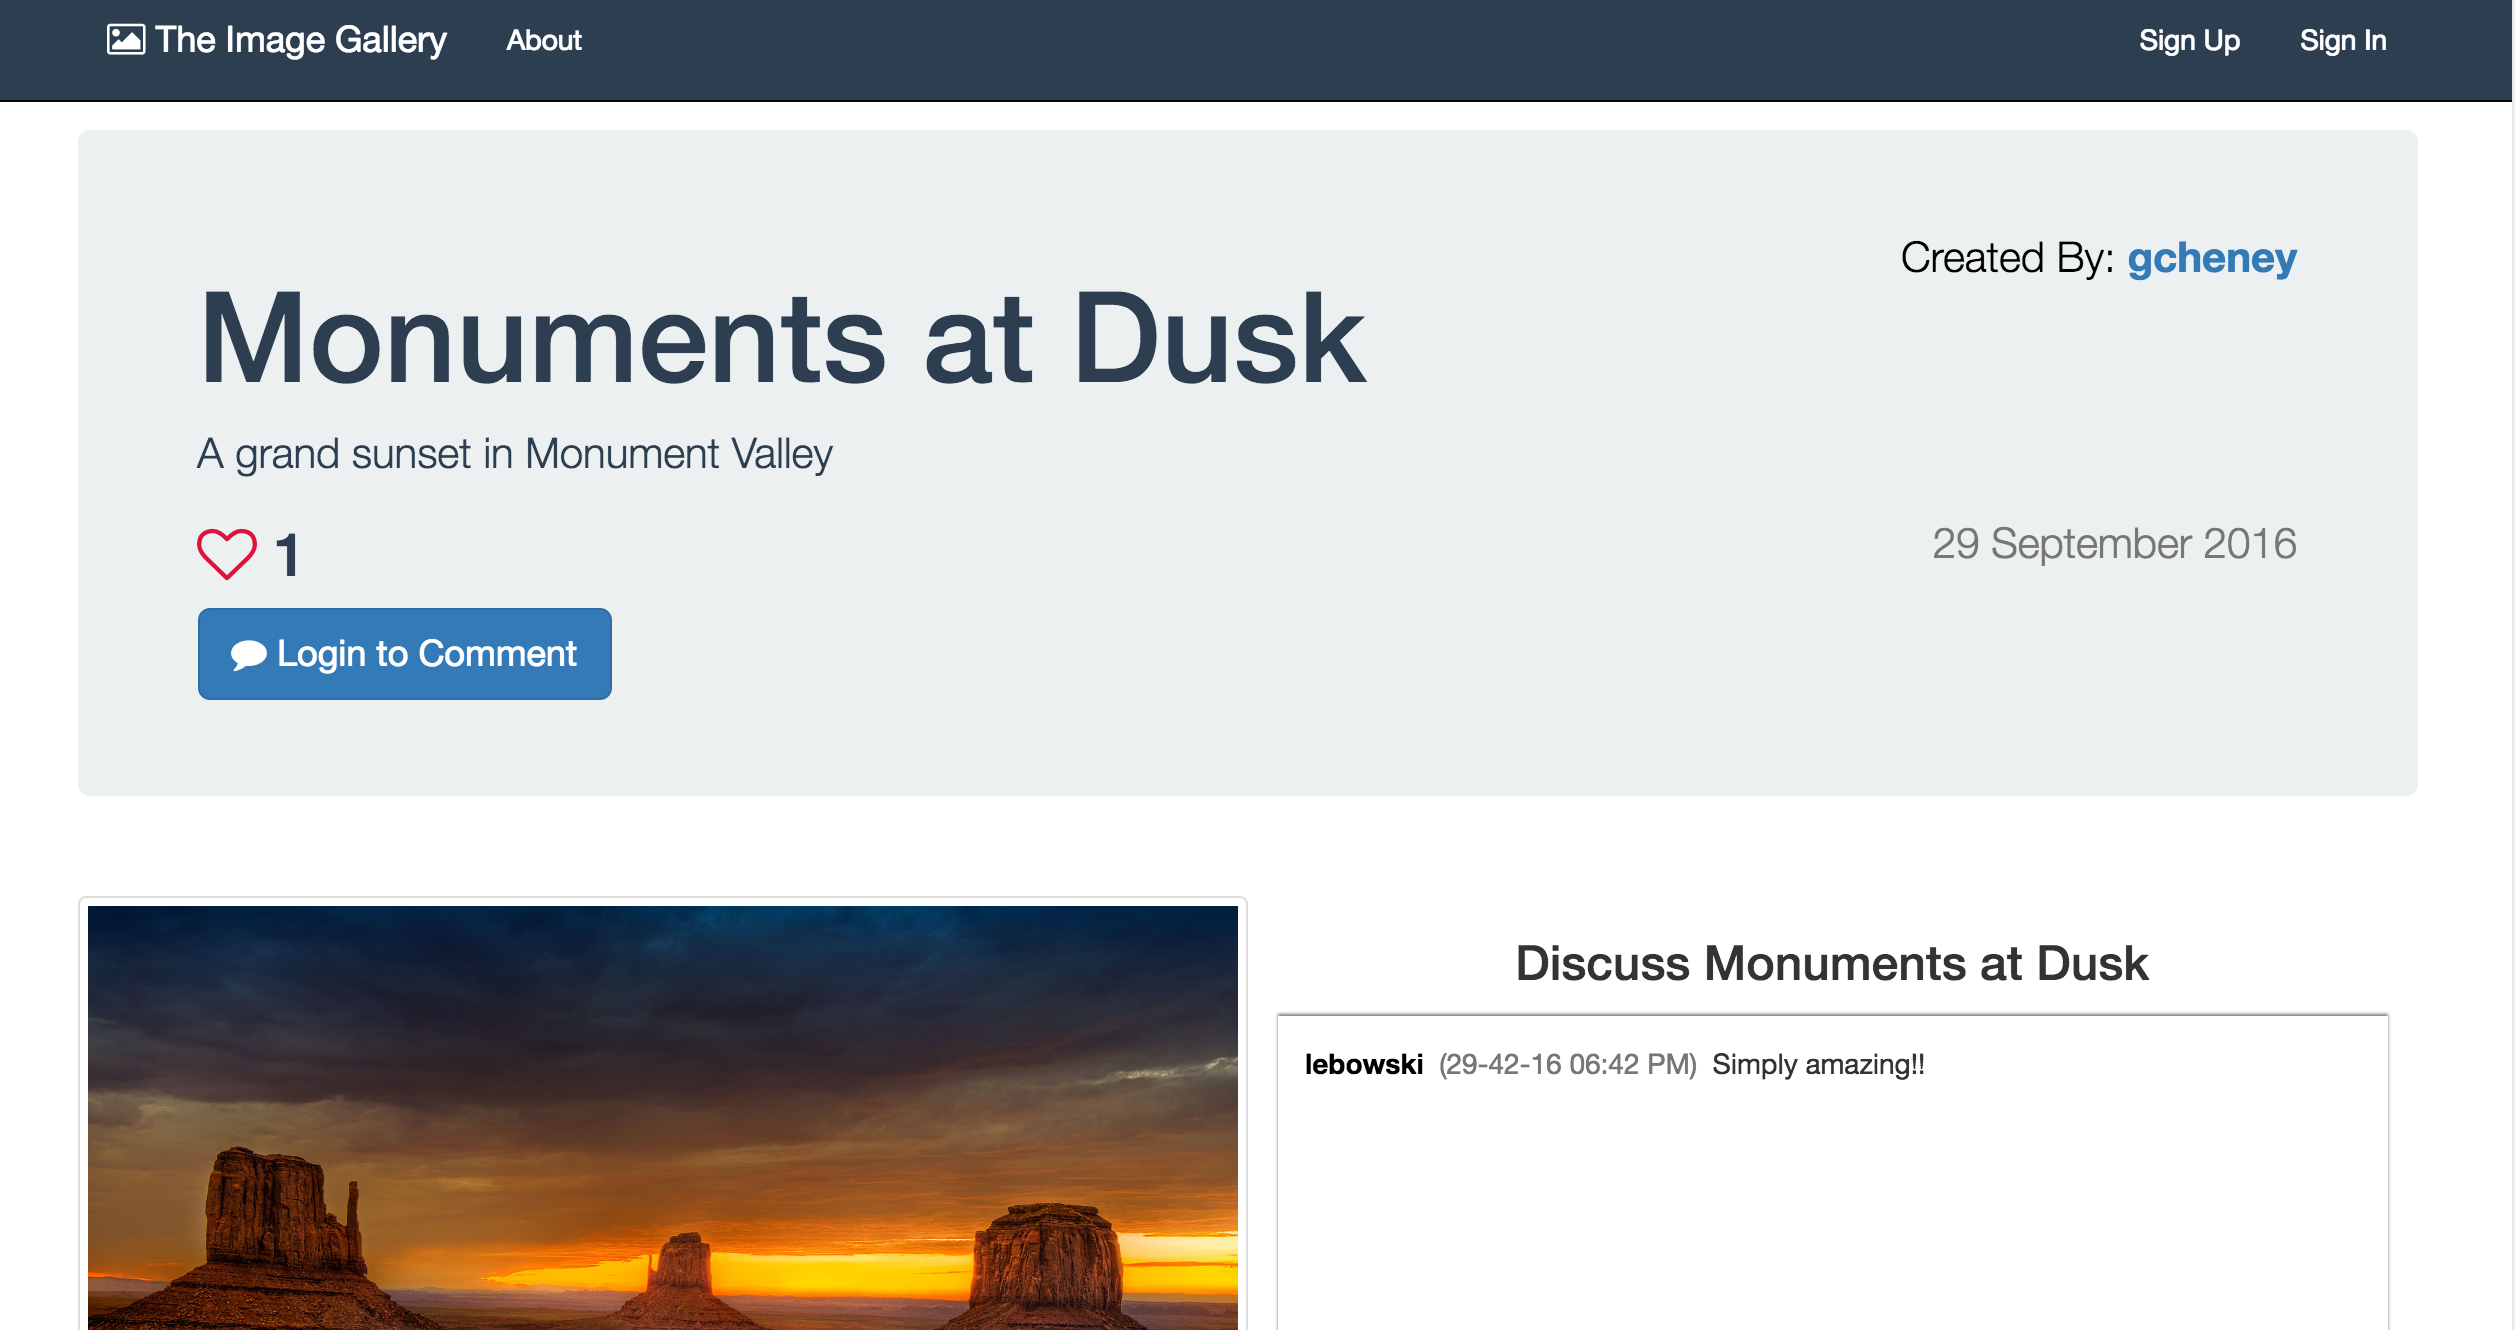 The Image Gallery About Sign Up Sign In
Created By: gcheney
Monuments at Dusk
A grand sunset in Monument Valley
1
29 September 2016
Login to Comment
Discuss Monuments at Dusk
lebowski (29-42-16 06:42 PM) Simply amazing!!